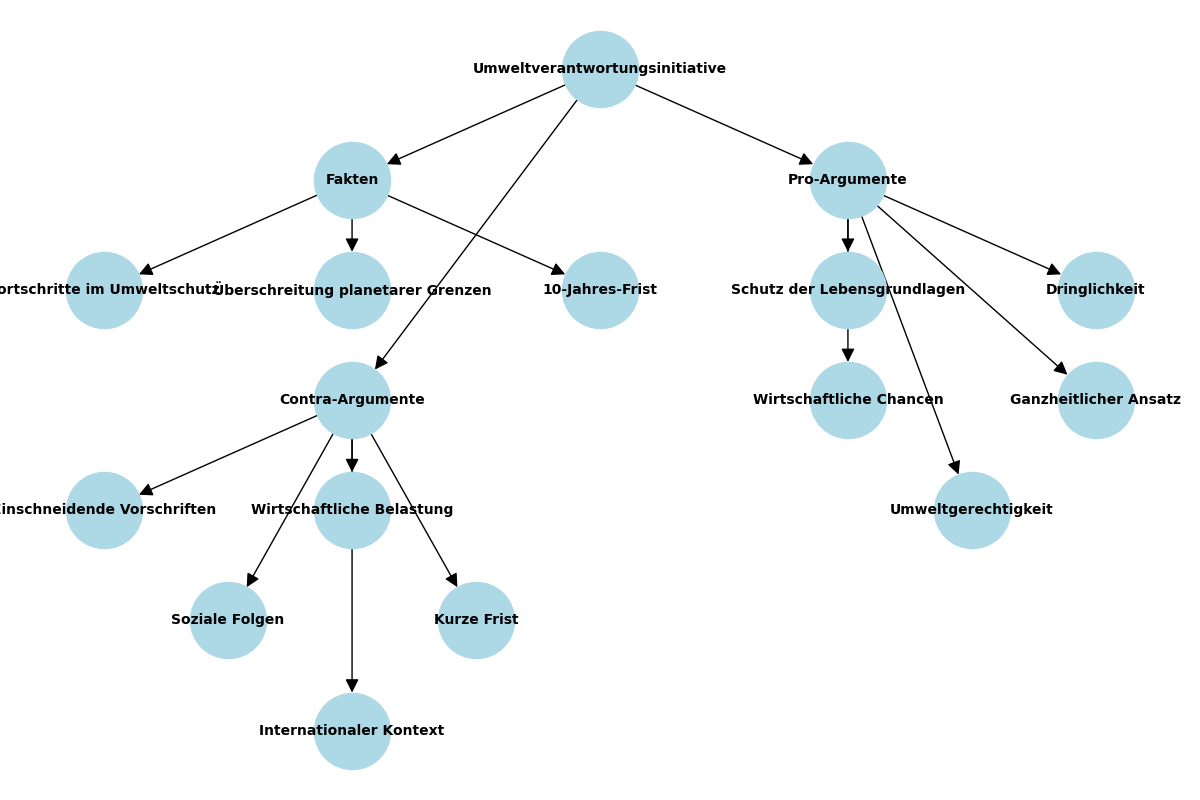 Umweltverantwortungsinitiative
Fakten
Pro-Argumente
ortschritte im Umweltschutz
Überschreitung planetarer Grenzen
10-Jahres-Frist
Schutz der Lebensgrundlagen
Dringlichkeit
Contra-Argumente
Wirtschaftliche Chancen
Ganzheitlicher Ansatz
inschneidende Vorschriften
Wirtschaftliche Belastung
Umweltgerechtigkeit
Soziale Folgen
Kurze Frist
Internationaler Kontext